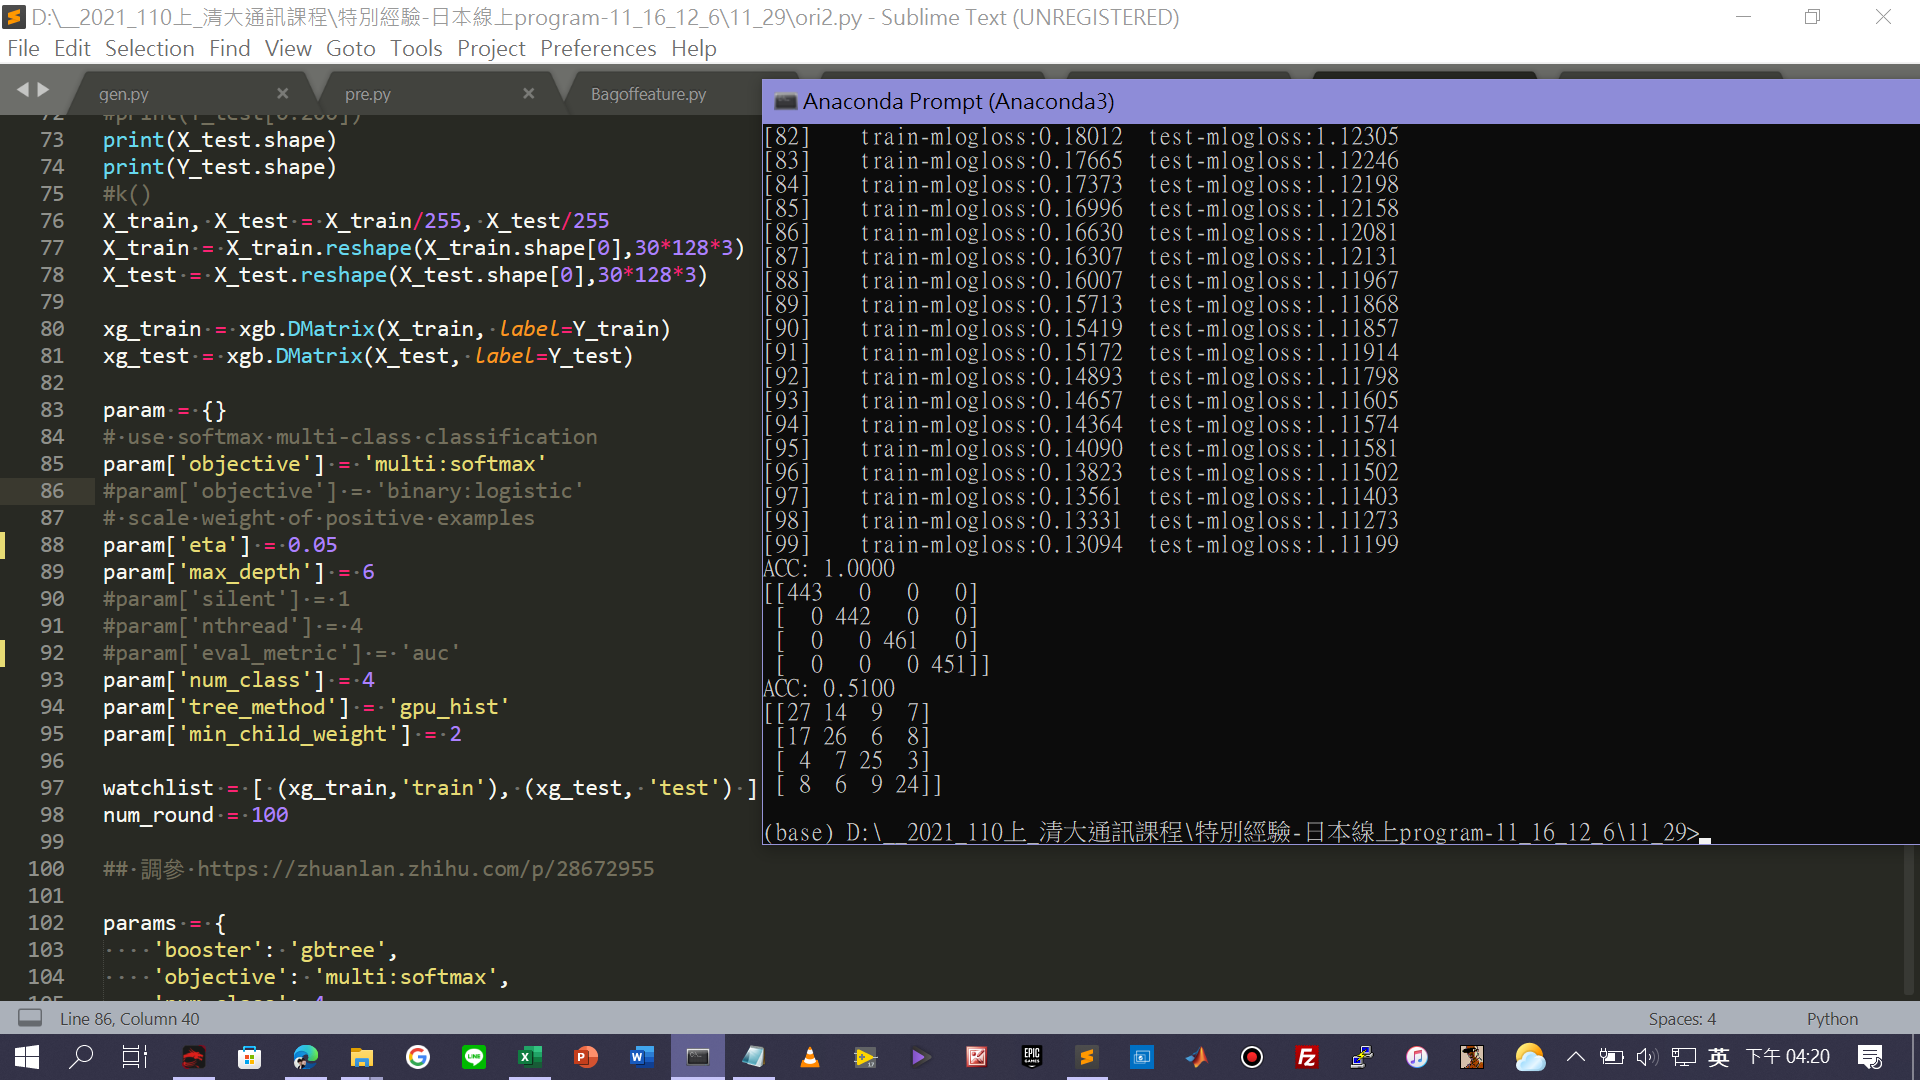 D:\__2021_110上_清大通訊課程\特別經驗-日本線上program-11_16_12_6\11_29\ori2.py - Sublime Text (UNREGISTERED)
File Edit Selection Find View Goto Tools Project Preferences Help
gen.py
pre.py
Bagoffeature.py
73 print(X_test.shape)
74 print(Y_test.shape)
75 #k()
76 X_train, X_test = X_train/255, X_test/255
77 X_train = X_train.reshape(X_train.shape[0],30*128*3)
78 X_test = X_test.reshape(X_test.shape[0],30*128*3)
79
80 xg_train = xgb.DMatrix(X_train, label=Y_train)
81 xg_test = xgb.DMatrix(X_test, label=Y_test)
82
83 param = {}
84 # use softmax multi-class classification
85 param['objective'] = 'multi:softmax'
86 #param['objective'] = 'binary:logistic'
87 # scale weight of positive examples
88 param['eta'] = 0.05
89 param['max_depth'] = 6
90 #param['silent'] = 1
91 #param['nthread'] = 4
92 #param['eval_metric'] = 'auc'
93 param['num_class'] = 4
94 param['tree_method'] = 'gpu_hist'
95 param['min_child_weight'] = 2
96
97 watchlist = [ (xg_train,'train'), (xg_test, 'test') ]
98 num_round = 100
99
100 ## 調參 https://zhuanlan.zhihu.com/p/28672955
101
102 params = {
103     'booster': 'gbtree',
104     'objective': 'multi:softmax',
Anaconda Prompt (Anaconda3)
[82] train-mlogloss:0.18012 test-mlogloss:1.12305
[83] train-mlogloss:0.17665 test-mlogloss:1.12246
[84] train-mlogloss:0.17373 test-mlogloss:1.12198
[85] train-mlogloss:0.16996 test-mlogloss:1.12158
[86] train-mlogloss:0.16630 test-mlogloss:1.12081
[87] train-mlogloss:0.16307 test-mlogloss:1.12131
[88] train-mlogloss:0.16007 test-mlogloss:1.11967
[89] train-mlogloss:0.15713 test-mlogloss:1.11868
[90] train-mlogloss:0.15419 test-mlogloss:1.11857
[91] train-mlogloss:0.15172 test-mlogloss:1.11914
[92] train-mlogloss:0.14893 test-mlogloss:1.11798
[93] train-mlogloss:0.14657 test-mlogloss:1.11605
[94] train-mlogloss:0.14364 test-mlogloss:1.11574
[95] train-mlogloss:0.14090 test-mlogloss:1.11581
[96] train-mlogloss:0.13823 test-mlogloss:1.11502
[97] train-mlogloss:0.13561 test-mlogloss:1.11403
[98] train-mlogloss:0.13331 test-mlogloss:1.11273
[99] train-mlogloss:0.13094 test-mlogloss:1.11199
ACC: 1.0000
[[443 0 0 0]
[ 0 442 0 0]
[ 0 0 461 0]
[ 0 0 0 451]]
ACC: 0.5100
[[27 14 9 7]
[17 26 6 8]
[ 4 7 25 3]
[ 8 6 9 24]]
(base) D:\__2021_110上_清大通訊課程\特別經驗-日本線上program-11_16_12_6\11_29>
Line 86, Column 40
Spaces: 4
Python
英
下午 04:20